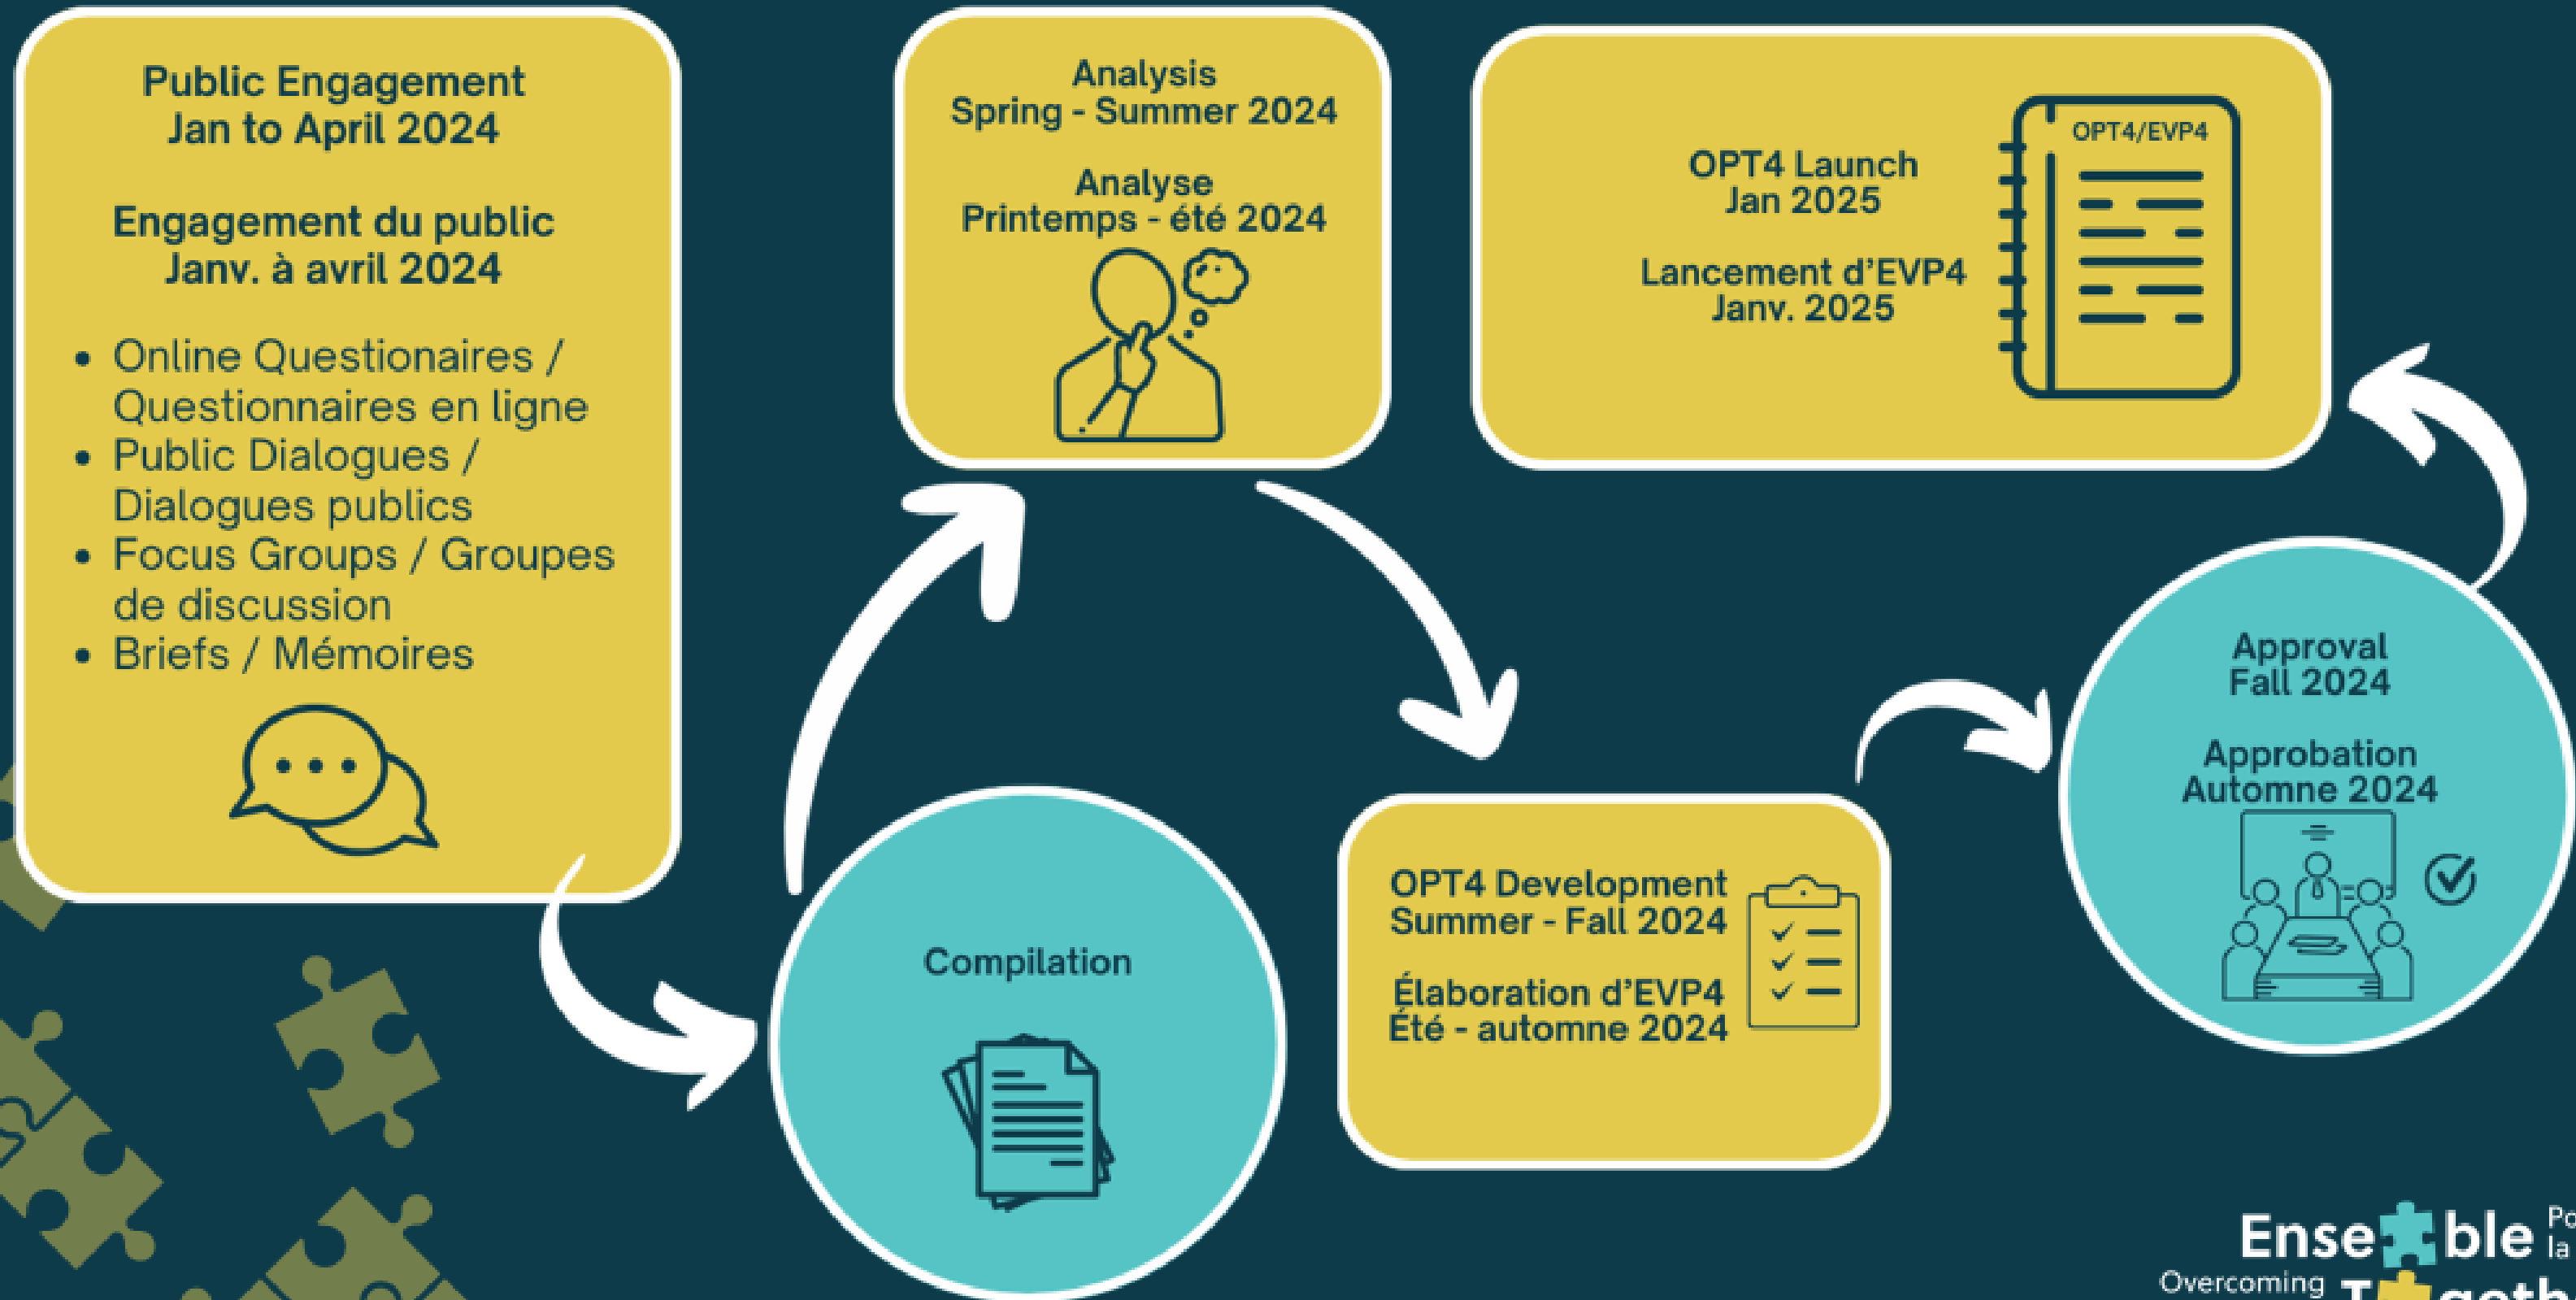 Public Engagement
Jan to April 2024
Engagement du public
Janv. à avril 2024
• Online Questionaires /
Questionnaires en ligne
• Public Dialogues /
Dialogues publics
• Focus Groups / Groupes
de discussion
• Briefs / Mémoires
Compilation
Analysis
Spring - Summer 2024
Analyse
Printemps - été 2024
OPT4 Development
Summer - Fall 2024
Élaboration d'EVP4
Été - automne 2024
Approval
Fall 2024
Approbation
Automne 2024
OPT4 Launch
Jan 2025
Lancement d'EVP4
Janv. 2025
OPT4/EVP4
la
Overcoming